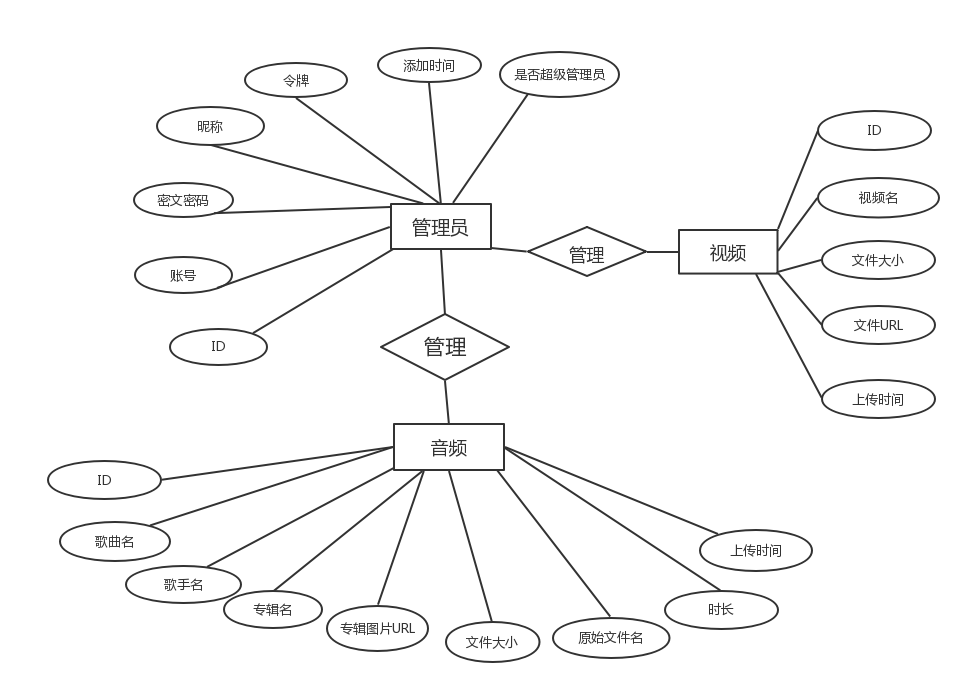 添加时间
是否超级管理员
令牌
昵称
ID
密文密码
视频名
管理员
管理
视频
文件大小
账号
文件URL
ID
管理
上传时间
音频
ID
歌曲名
上传时间
歌手名
专辑名
时长
专辑图片URL
文件大小
原始文件名